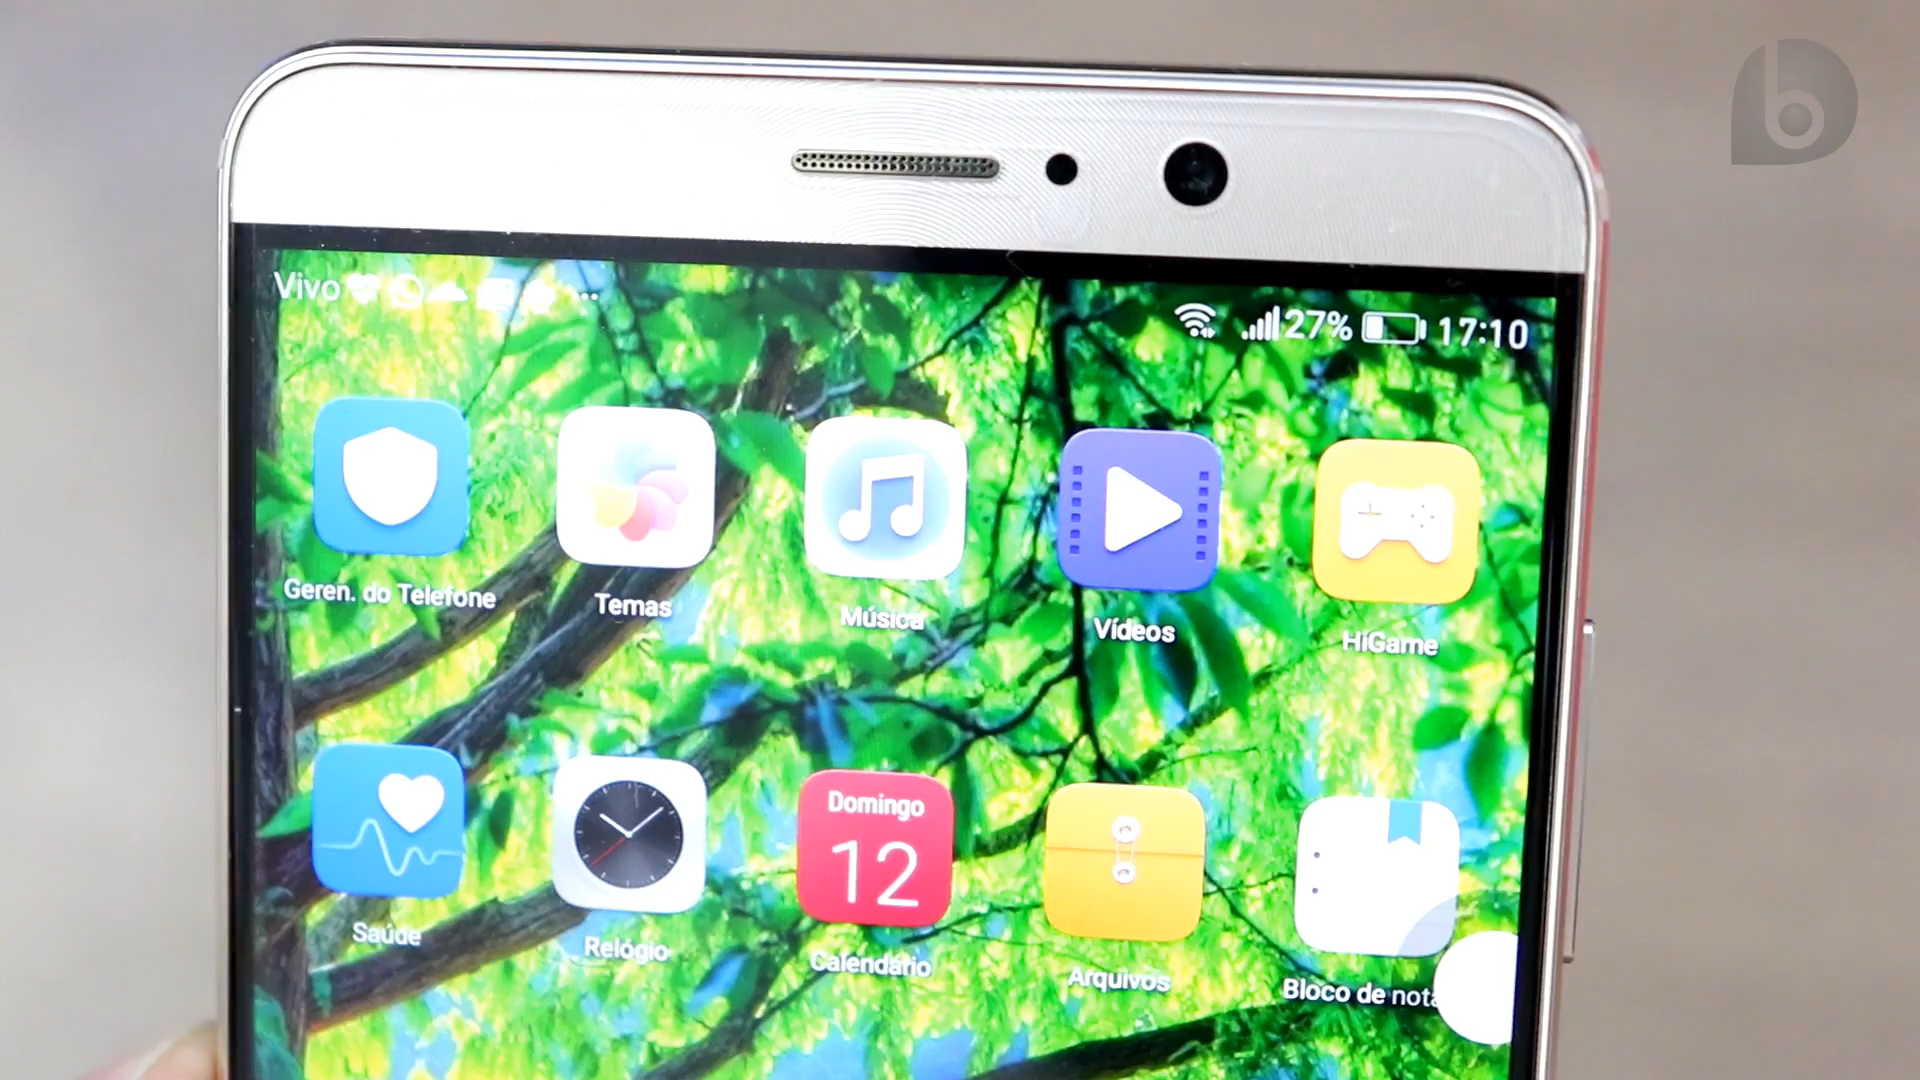 Vivo ... 27% 17:10
Geren. do Telefone
Temas
Música
Vídeos
HiGame
Domingo
12
Saúde
Relógio
Calendário
Arquivos
Bloco de nota
b